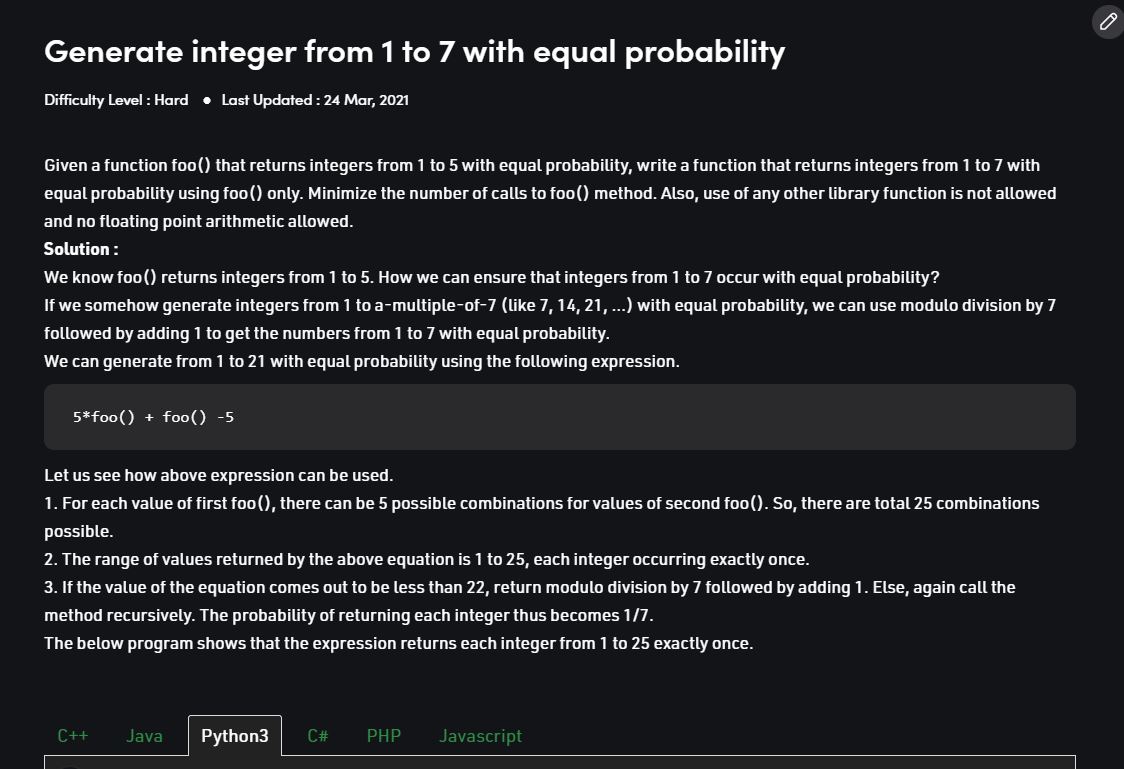 Generate integer from 1 to 7 with equal probability
Difficulty Level : Hard ● Last Updated : 24 Mar, 2021
Given a function foo() that returns integers from 1 to 5 with equal probability, write a function that returns integers from 1 to 7 with
equal probability using foo() only. Minimize the number of calls to foo() method. Also, use of any other library function is not allowed
and no floating point arithmetic allowed.
Solution :
We know foo() returns integers from 1 to 5. How we can ensure that integers from 1 to 7 occur with equal probability?
If we somehow generate integers from 1 to a-multiple-of-7 (like 7, 14, 21, ...) with equal probability, we can use modulo division by 7
followed by adding 1 to get the numbers from 1 to 7 with equal probability.
We can generate from 1 to 21 with equal probability using the following expression.
5*foo() + foo() -5
Let us see how above expression can be used.
1. For each value of first foo(), there can be 5 possible combinations for values of second foo(). So, there are total 25 combinations
possible.
2. The range of values returned by the above equation is 1 to 25, each integer occurring exactly once.
3. If the value of the equation comes out to be less than 22, return modulo division by 7 followed by adding 1. Else, again call the
method recursively. The probability of returning each integer thus becomes 1/7.
The below program shows that the expression returns each integer from 1 to 25 exactly once.
C++ Java Python3 C# PHP Javascript